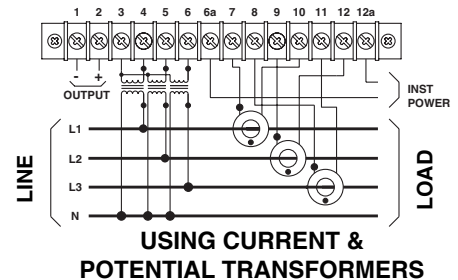 1 2 3 4 5 6 6a 7 8 9 10 11 12 12a
- +
OUTPUT
INST
POWER
LINE
L1
L2
L3
N
LOAD
USING CURRENT &
POTENTIAL TRANSFORMERS